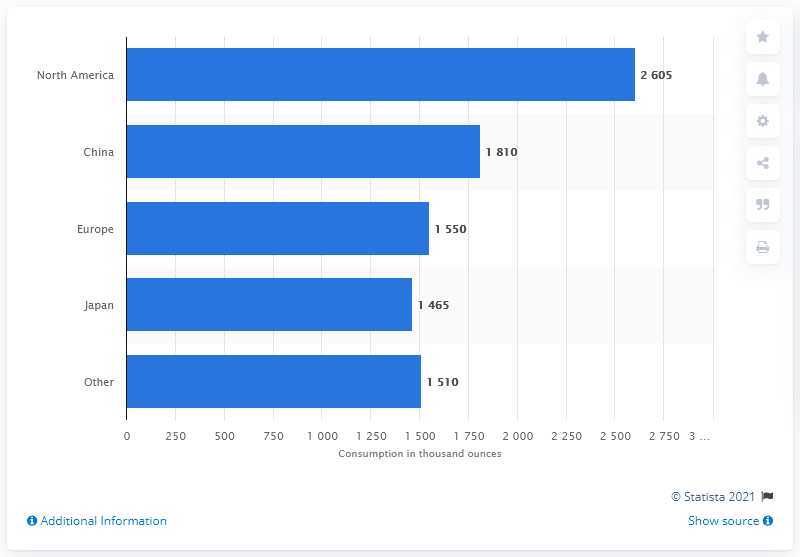 North America 2 605
China 1 810
Europe 1 550
Japan 1 465
Other 1 510
0 250 500 750 1 000 1 250 1 500 1 750 2 000 2 250 2 500 2 750 3 ...
Consumption in thousand ounces
© Statista 2021
Additional Information Show source